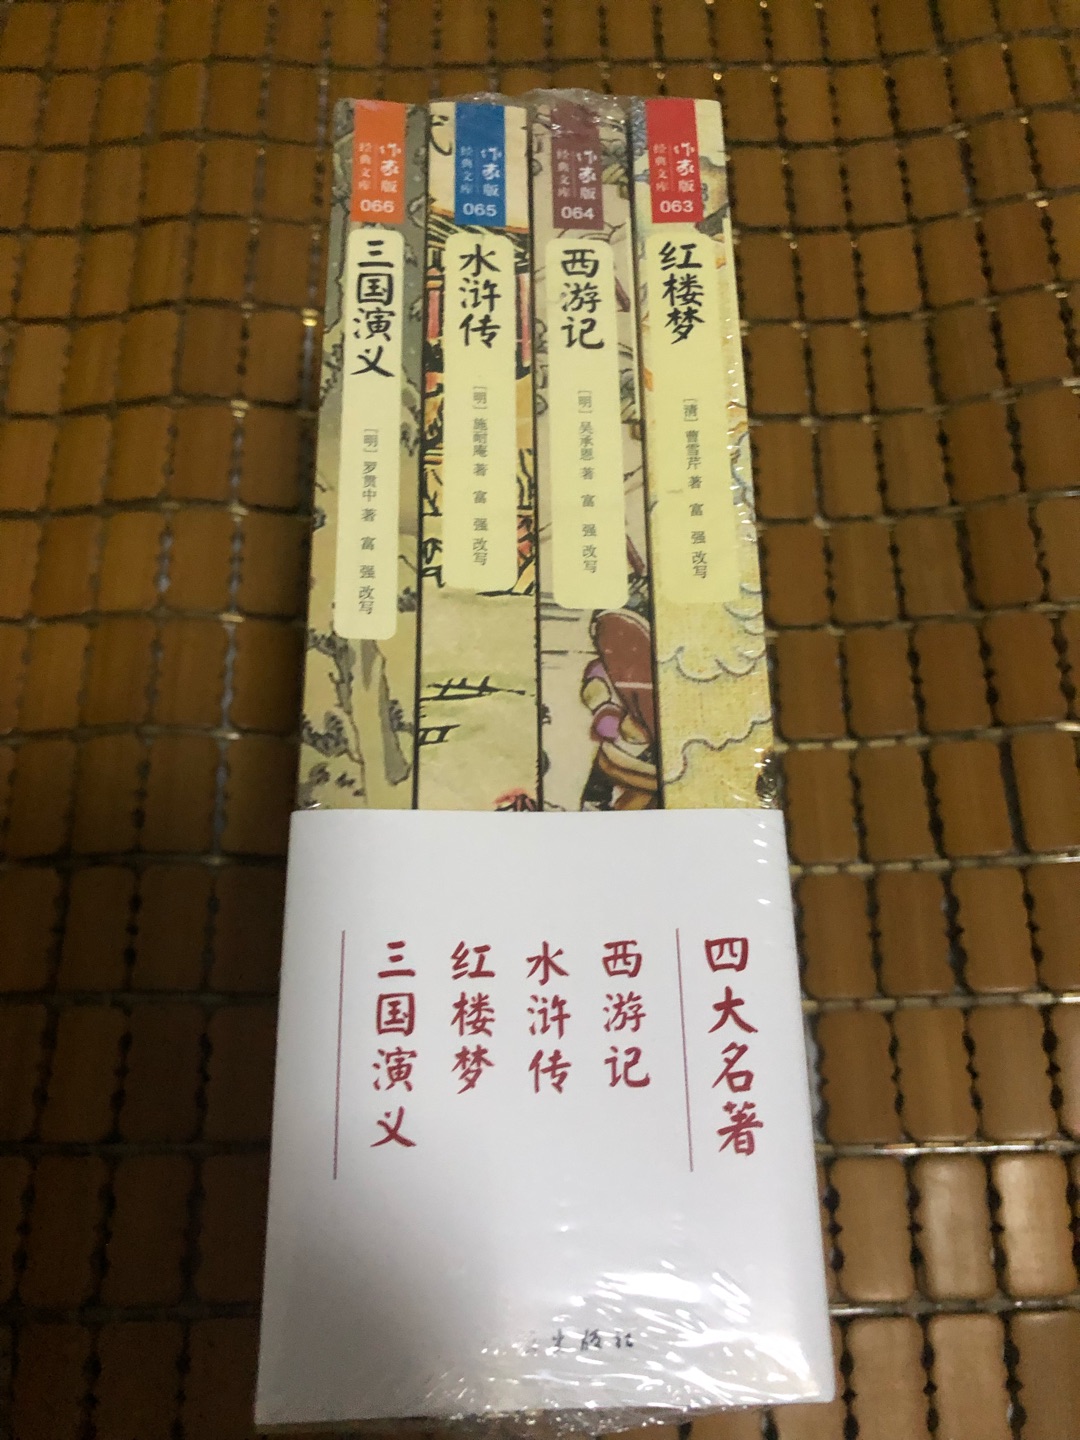 作家版
经典文库
066
三国演义
[明] 罗贯中 著 富 强 改写
作家版
经典文库
065
水浒传
[明] 施耐庵 著 富 强 改写
作家版
经典文库
064
西游记
[明] 吴承恩 著 富 强 改写
作家版
经典文库
063
红楼梦
[清] 曹雪芹 著 富 强 改写
四大名著
西游记
水浒传
红楼梦
三国演义
出版社